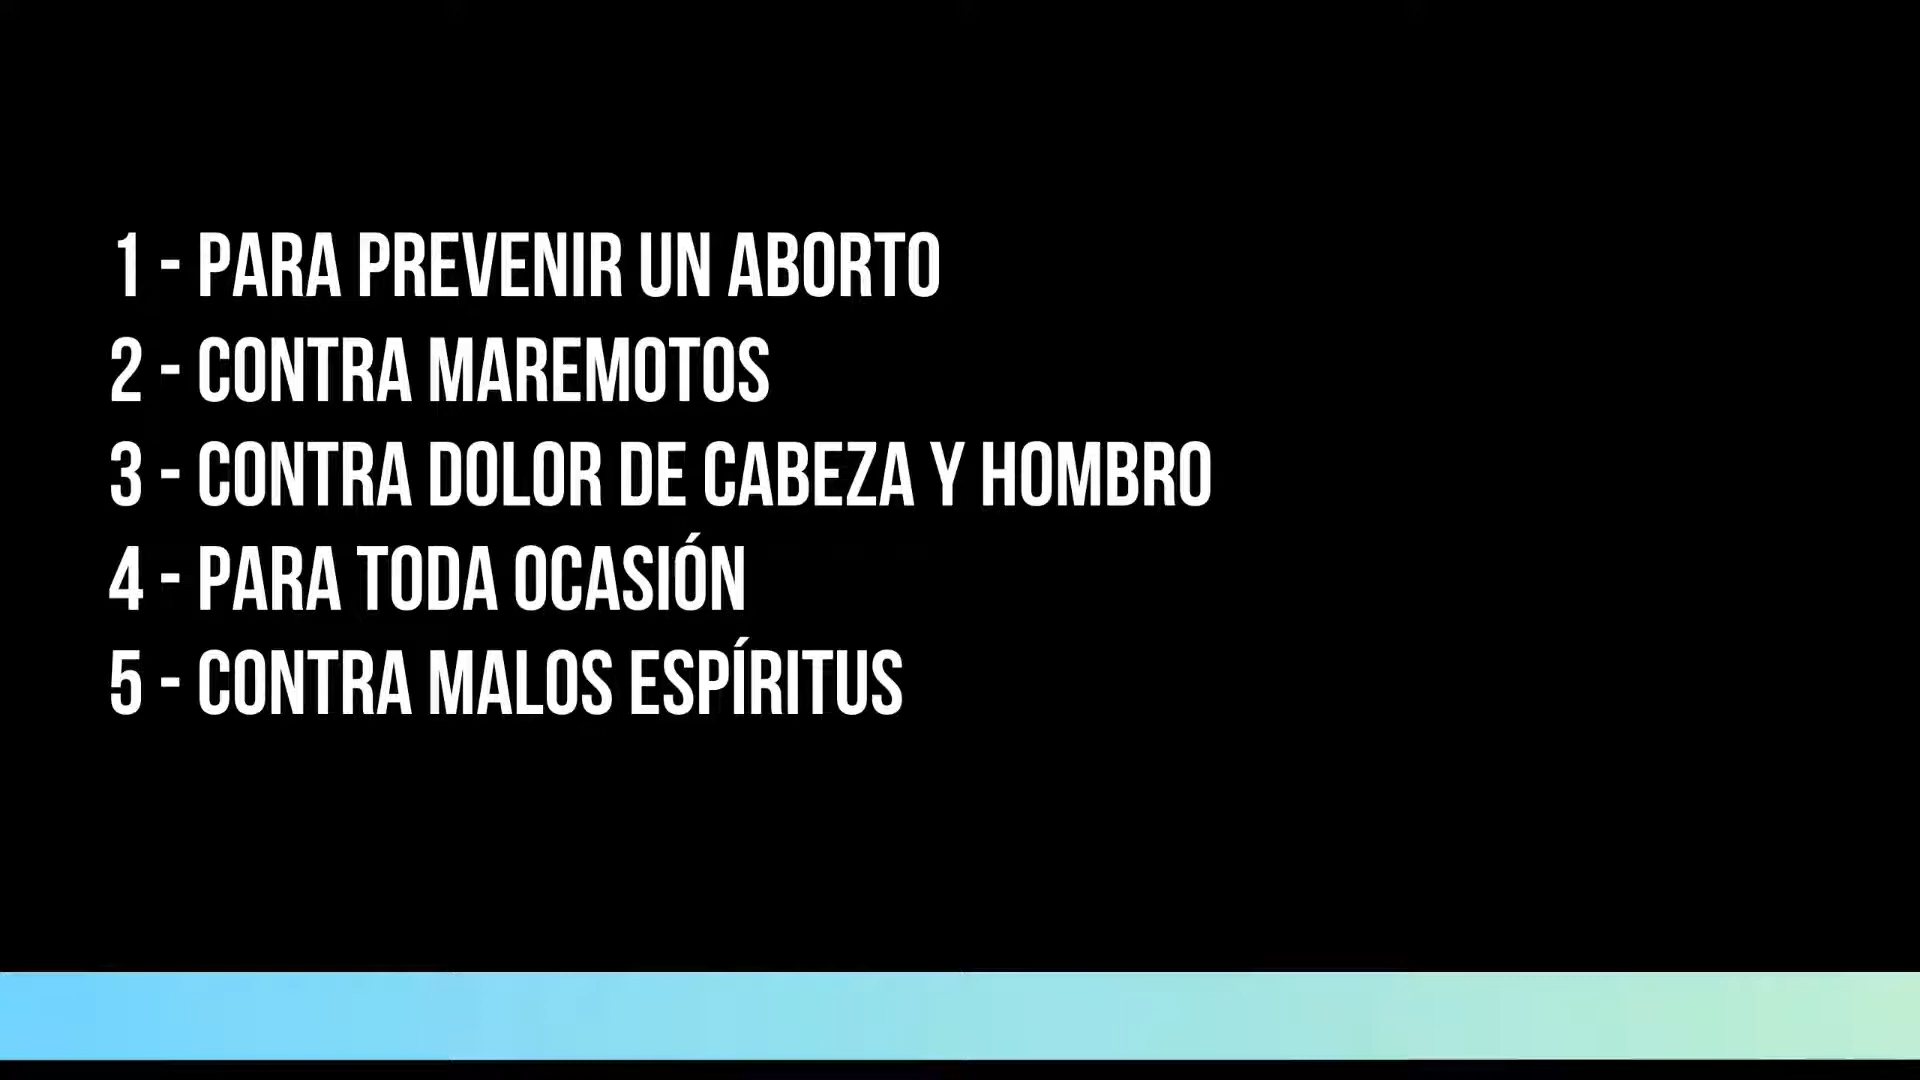 1 - PARA PREVENIR UN ABORTO
2 - CONTRA MAREMOTOS
3 - CONTRA DOLOR DE CABEZA Y HOMBRO
4 - PARA TODA OCASIÓN
5 - CONTRA MALOS ESPÍRITUS